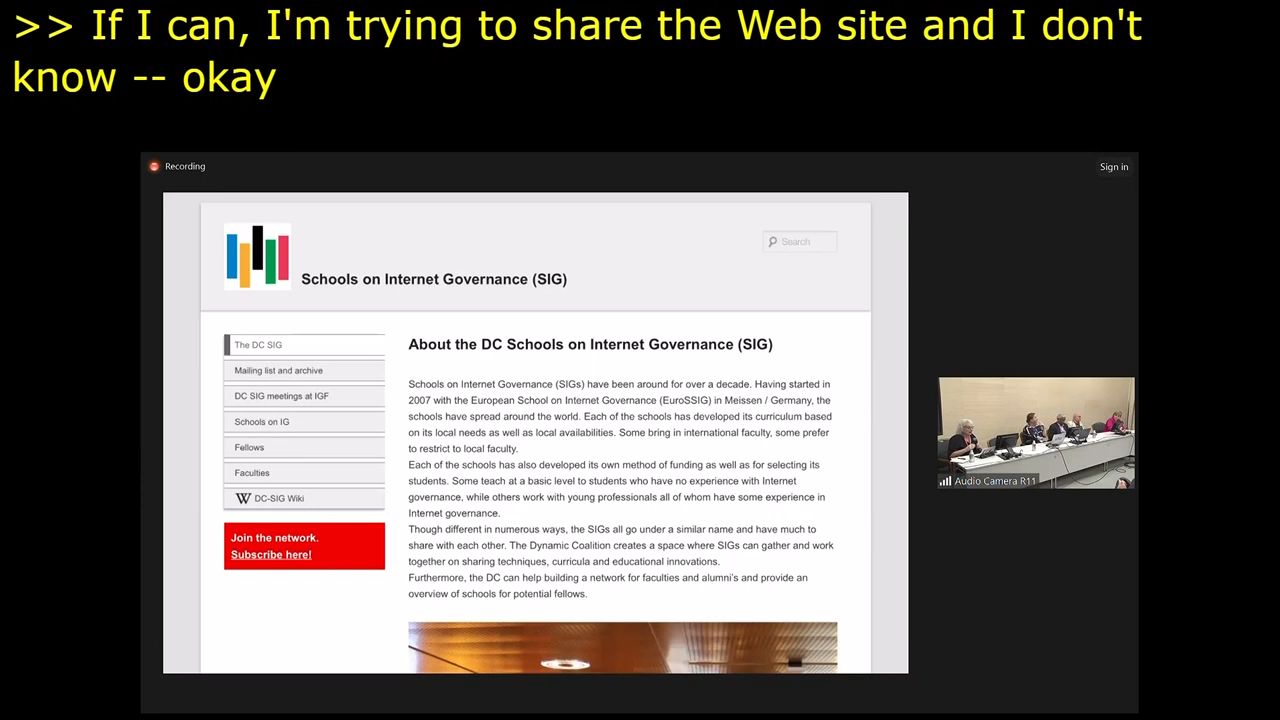 >> If I can, I'm trying to share the Web site and I don't
know -- okay
Recording
Sign in
Search
Schools on Internet Governance (SIG)
The DC SIG
Mailing list and archive
DC SIG meetings at IGF
Schools on IG
Fellows
Faculties
W DC-SIG Wiki
Join the network.
Subscribe here!
About the DC Schools on Internet Governance (SIG)
Schools on Internet Governance (SIGs) have been around for over a decade. Having started in
2007 with the European School on Internet Governance (EuroSSIG) in Meissen / Germany, the
schools have spread around the world. Each of the schools has developed its curriculum based
on its local needs as well as local availabilities. Some bring in international faculty, some prefer
to restrict to local faculty.
Each of the schools has also developed its own method of funding as well as for selecting its
students. Some teach at a basic level to students who have no experience with Internet
governance, while others work with young professionals all of whom have some experience in
Internet governance.
Though different in numerous ways, the SIGs all go under a similar name and have much to
share with each other. The Dynamic Coalition creates a space where SIGs can gather and work
together on sharing techniques, curricula and educational innovations.
Furthermore, the DC can help building a network for faculties and alumni's and provide an
overview of schools for potential fellows.
Audio Camera R11